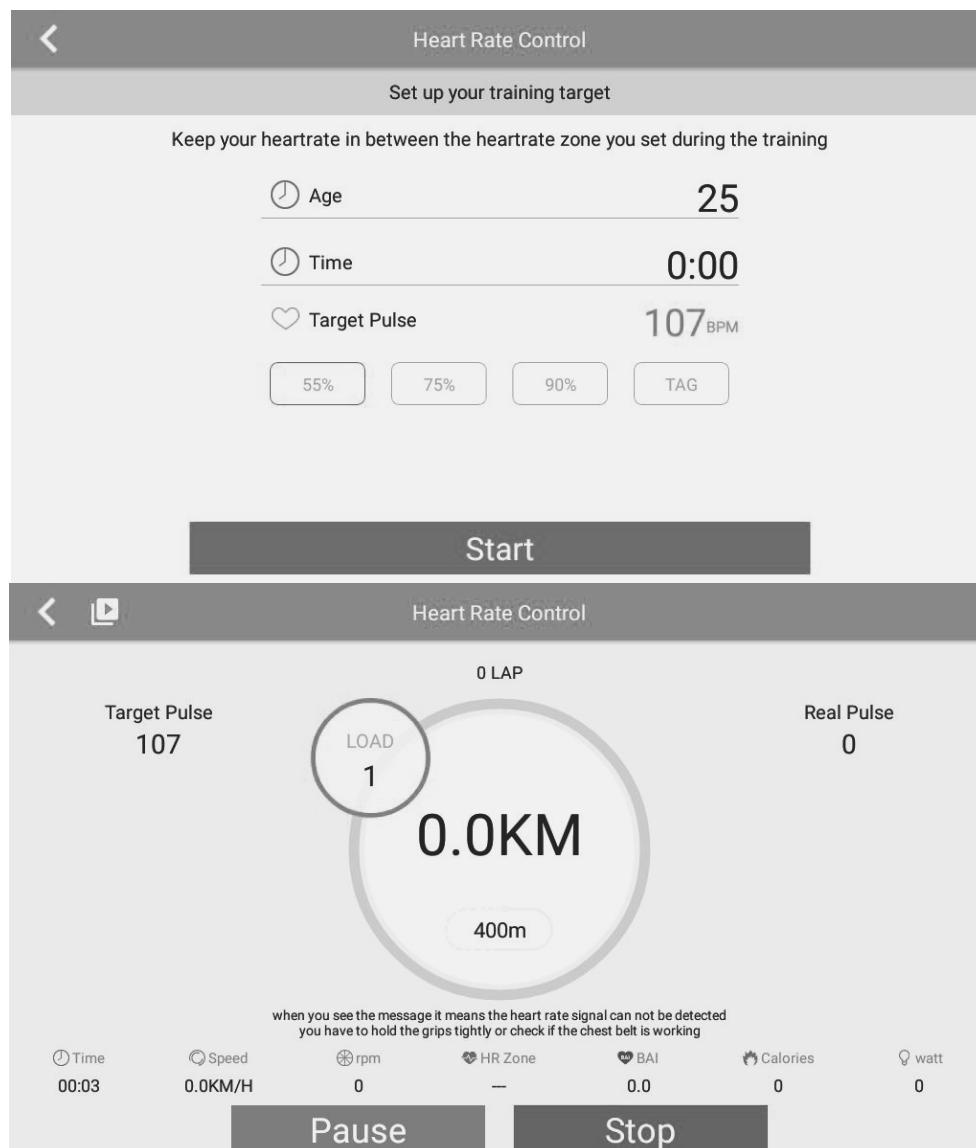 Heart Rate Control
Set up your training target
Keep your heartrate in between the heartrate zone you set during the training
Age 25
Time 0:00
Target Pulse 107 BPM
55% 75% 90% TAG
Start
Heart Rate Control
0 LAP
Target Pulse
107
LOAD
1
Real Pulse
0
0.0KM
400m
when you see the message it means the heart rate signal can not be detected
you have to hold the grips tightly or check if the chest belt is working
Time Speed rpm HR Zone BAI Calories watt
00:03 0.0KM/H 0 --- 0.0 0 0
Pause Stop